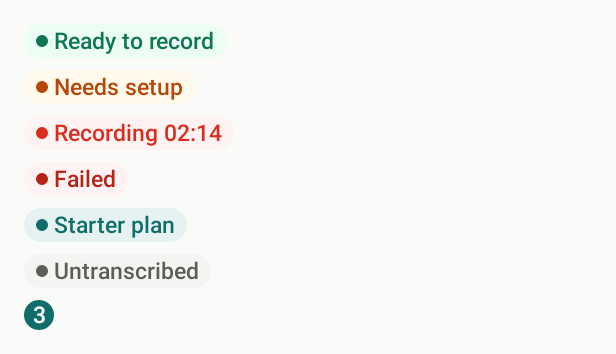 Ready to record
Needs setup
Recording 02:14
Failed
Starter plan
Untranscribed
3